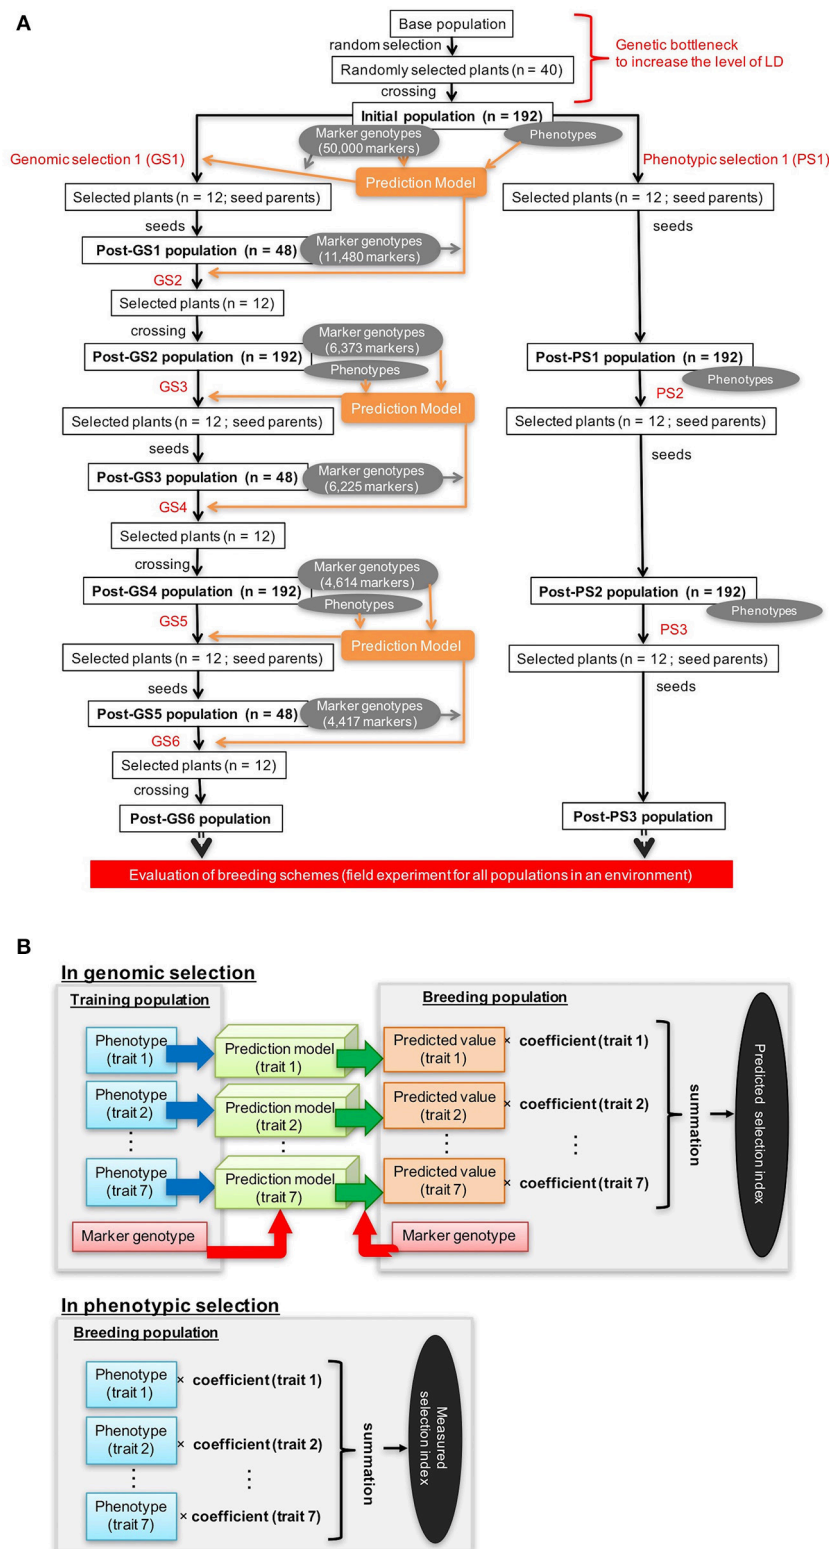 A
Base population
random selection
Randomly selected plants (n = 40)
crossing
Genetic bottleneck
to increase the level of LD
Initial population (n = 192)
Marker genotypes
(50,000 markers)
Phenotypes
Genomic selection 1 (GS1)
Prediction Model
Phenotypic selection 1 (PS1)
Selected plants (n = 12; seed parents)
Selected plants (n = 12 ; seed parents)
seeds
seeds
Post-GS1 population (n = 48)
Marker genotypes
(11,480 markers)
GS2
Selected plants (n = 12)
crossing
Post-GS2 population (n = 192)
Marker genotypes
(6,373 markers)
Phenotypes
Post-PS1 population (n = 192)
Phenotypes
GS3
Prediction Model
PS2
Selected plants (n = 12 ; seed parents)
Selected plants (n = 12 ; seed parents)
seeds
seeds
Post-GS3 population (n = 48)
Marker genotypes
(6,225 markers)
GS4
Selected plants (n = 12)
crossing
Post-GS4 population (n = 192)
Marker genotypes
(4,614 markers)
Phenotypes
Post-PS2 population (n = 192)
Phenotypes
GS5
Prediction Model
PS3
Selected plants (n = 12 ; seed parents)
Selected plants (n = 12 ; seed parents)
seeds
seeds
Post-GS5 population (n = 48)
Marker genotypes
(4,417 markers)
GS6
Selected plants (n = 12)
crossing
Post-GS6 population
Post-PS3 population
Evaluation of breeding schemes (field experiment for all populations in an environment)
B
In genomic selection
Training population
Breeding population
Phenotype
(trait 1)
Prediction model
(trait 1)
Predicted value
(trait 1)
× coefficient (trait 1)
Phenotype
(trait 2)
Prediction model
(trait 2)
Predicted value
(trait 2)
× coefficient (trait 2)
⋮ ⋮ ⋮ ⋮
Phenotype
(trait 7)
Prediction model
(trait 7)
Predicted value
(trait 7)
× coefficient (trait 7)
summation
Predicted selection index
Marker genotype
Marker genotype
In phenotypic selection
Breeding population
Phenotype
(trait 1)
× coefficient (trait 1)
Phenotype
(trait 2)
× coefficient (trait 2)
⋮ ⋮
Phenotype
(trait 7)
× coefficient (trait 7)
summation
Measured
selection index